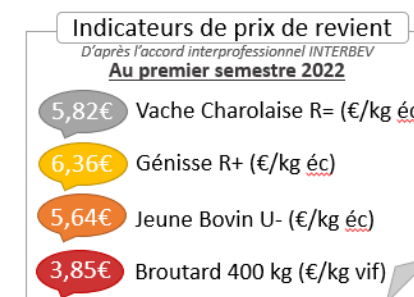 Indicateurs de prix de revient
D'après l'accord interprofessionnel INTERBEV
Au premier semestre 2022
5,82€ Vache Charolaise R= (€/kg éc
6,36€ Génisse R+ (€/kg éc)
5,64€ Jeune Bovin U- (€/kg éc)
3,85€ Broutard 400 kg (€/kg vif)